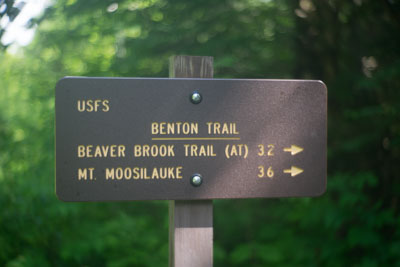 USFS
BENTON TRAIL
BEAVER BROOK TRAIL (AT) 3.2 →
MT. MOOSILAUKE 3.6 →